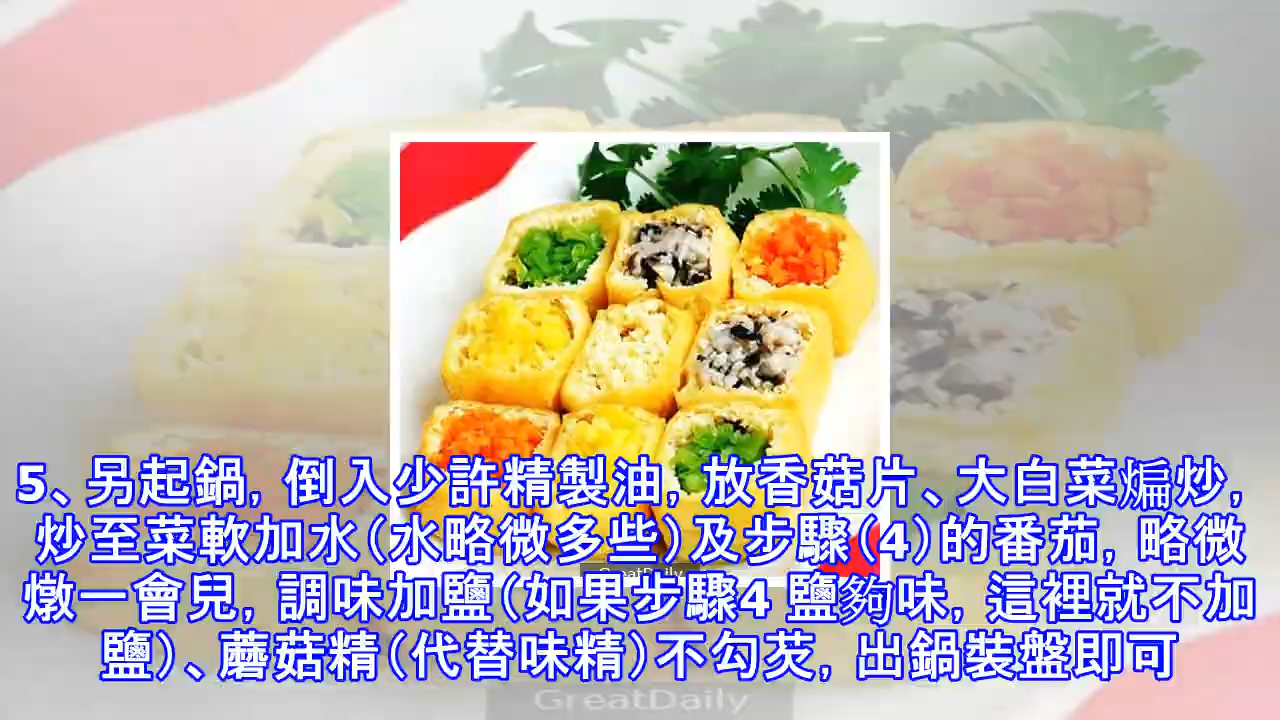 5、另起鍋, 倒入少許精製油, 放香菇片、大白菜煸炒,
炒至菜軟加水(水略微多些)及步驟(4)的番茄, 略微
燉一會兒, 調味加鹽(如果步驟4 鹽夠味, 這裡就不加
鹽)、蘑菇精(代替味精)不勾芡, 出鍋裝盤即可
GreatDaily
GreatDaily